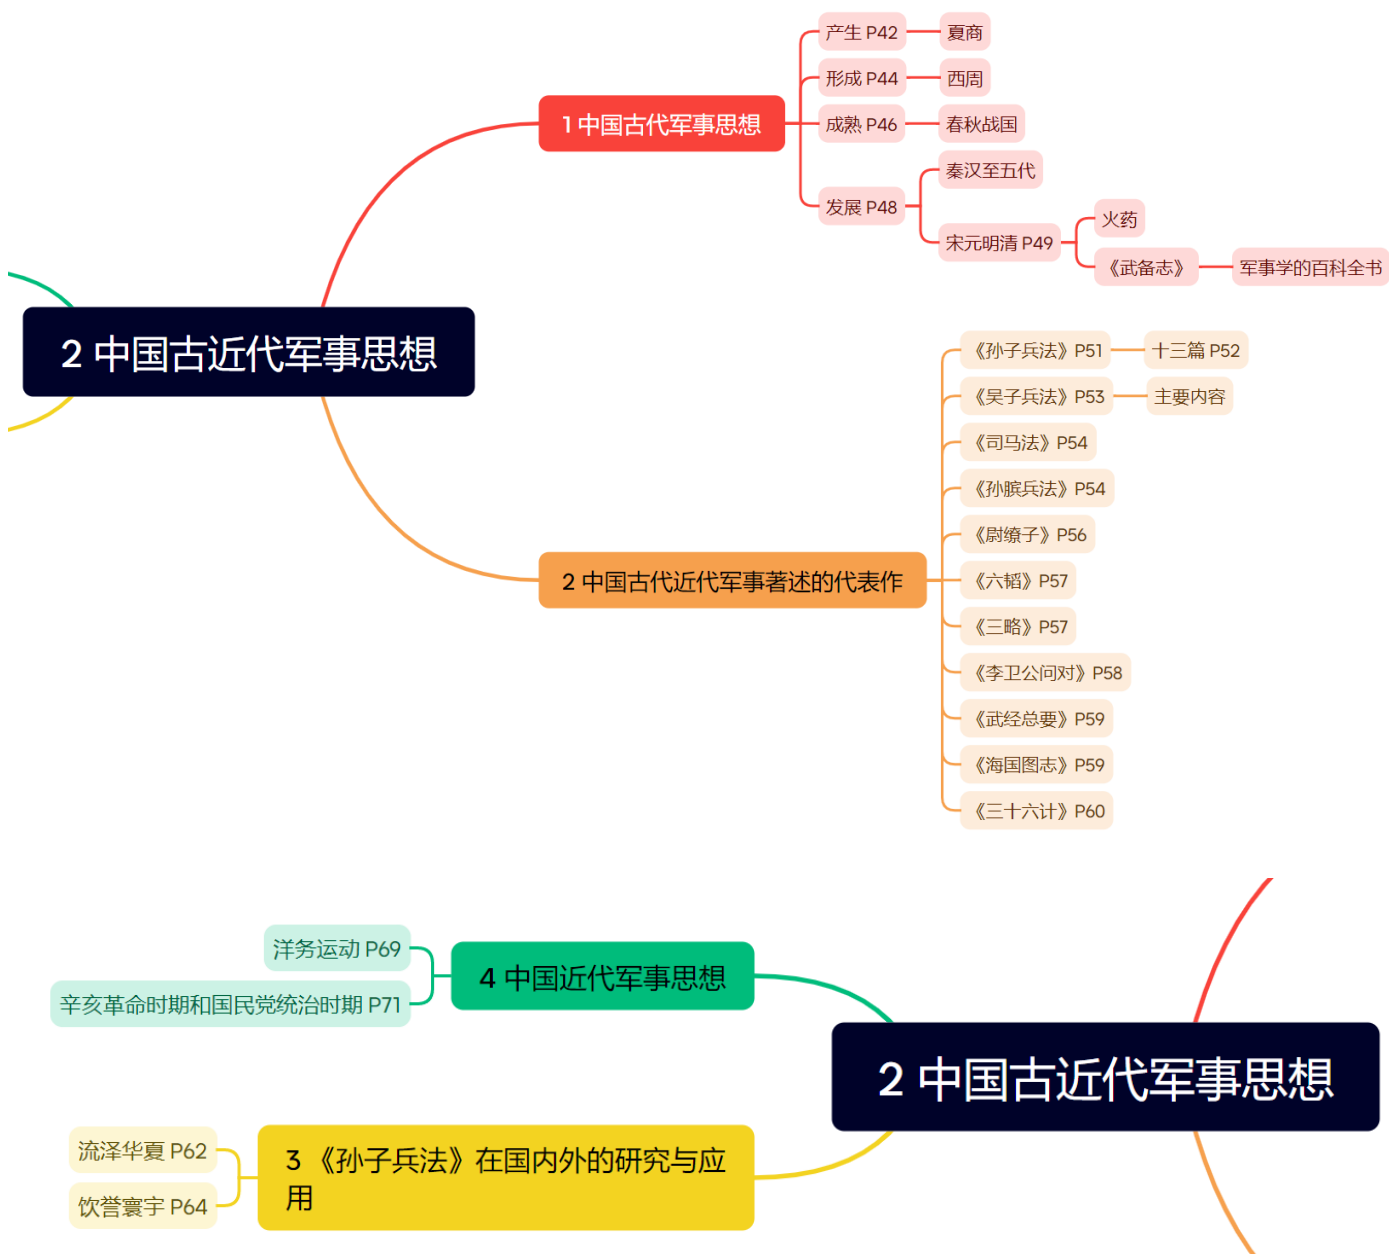 2 中国古近代军事思想
1 中国古代军事思想
产生 P42
夏商
形成 P44
西周
成熟 P46
春秋战国
发展 P48
秦汉至五代
宋元明清 P49
火药
《武备志》
军事学的百科全书
2 中国古代近代军事著述的代表作
《孙子兵法》P51
十三篇 P52
《吴子兵法》P53
主要内容
《司马法》P54
《孙膑兵法》P54
《尉缭子》P56
《六韬》P57
《三略》P57
《李卫公问对》P58
《武经总要》P59
《海国图志》P59
《三十六计》P60
4 中国近代军事思想
洋务运动 P69
辛亥革命时期和国民党统治时期 P71
2 中国古近代军事思想
3 《孙子兵法》在国内外的研究与应
用
流泽华夏 P62
饮誉寰宇 P64